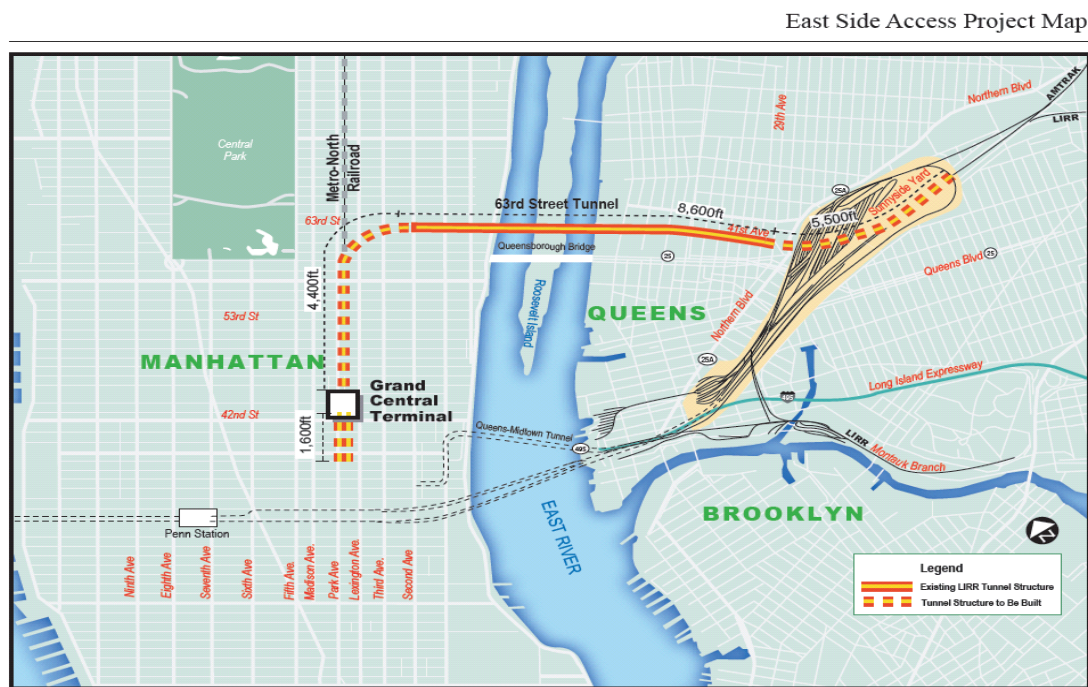 East Side Access Project Map
Northern Blvd
AMTRAK
LIRR
29th Ave
Central
Park
Metro-North
Railroad
25A
Sunnyside Yard
63rd St
63rd Street Tunnel
8,600ft
5,500ft
41st Ave
Queensborough Bridge
25
Queens Blvd
25
4,400ft.
Roosevelt Island
53rd St
QUEENS
Northern Blvd
MANHATTAN
25A
Long Island Expressway
Grand
Central
Terminal
495
42nd St
1,600ft
Queens-Midtown Tunnel
495
LIRR
Montauk Branch
EAST RIVER
BROOKLYN
Penn Station
Ninth Ave
Eighth Ave
Seventh Ave
Sixth Ave
Fifth Ave.
Madison Ave.
Park Ave
Lexington Ave.
Third Ave.
Second Ave
Legend
Existing LIRR Tunnel Structure
Tunnel Structure to Be Built